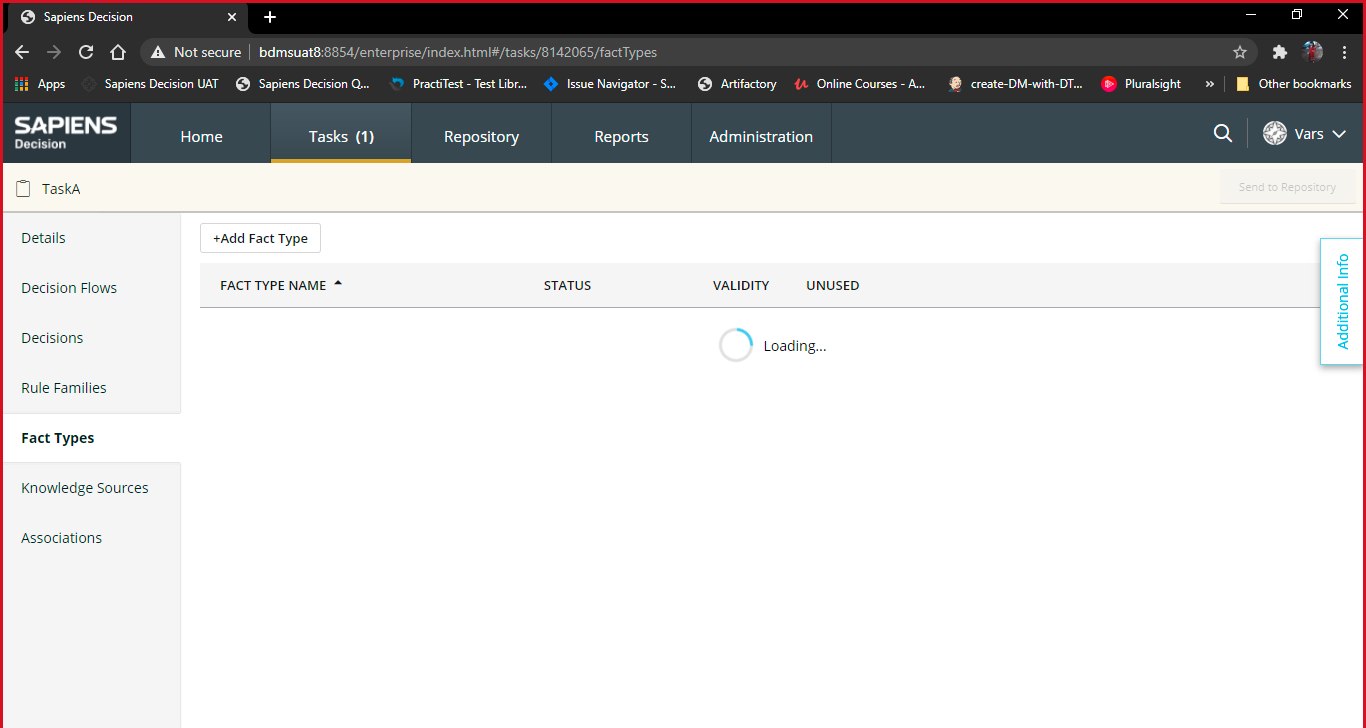 Sapiens Decision
Not secure bdmsuat8:8854/enterprise/index.html#/tasks/8142065/factTypes
Apps Sapiens Decision UAT Sapiens Decision Q... PractiTest - Test Libr... Issue Navigator - S... Artifactory Online Courses - A... create-DM-with-DT... Pluralsight » Other bookmarks
SAPIENS
Decision
Home Tasks (1) Repository Reports Administration Vars
TaskA Send to Repository
Details
Decision Flows
Decisions
Rule Families
Fact Types
Knowledge Sources
Associations
+Add Fact Type
FACT TYPE NAME STATUS VALIDITY UNUSED
Loading...
Additional Info